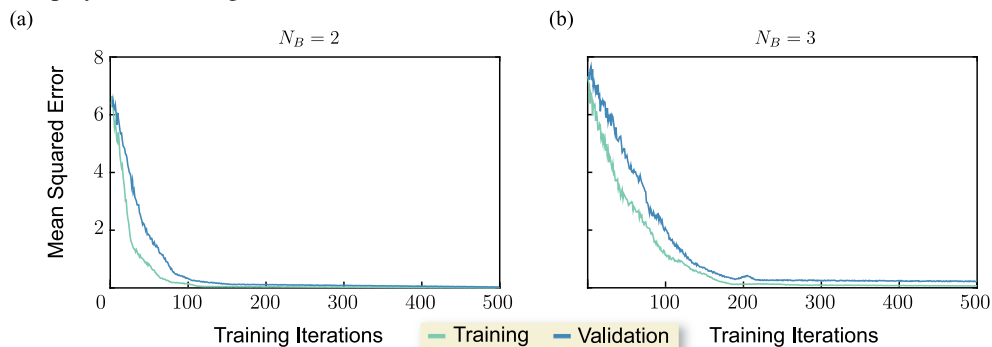 (a)
(b)
N_B = 2
N_B = 3
Mean Squared Error
8
6
4
2
0 100 200 300 400 500
100 200 300 400 500
Training Iterations
Training Validation
Training Iterations